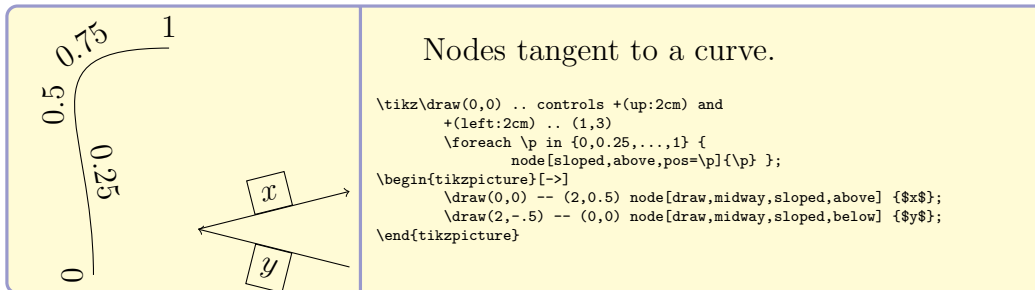 1
0.75
0.5
0.25
0
x
y
Nodes tangent to a curve.
\tikz\draw(0,0) .. controls +(up:2cm) and
+(left:2cm) .. (1,3)
\foreach \p in {0,0.25,...,1} {
node[sloped,above,pos=\p]{\p} };
\begin{tikzpicture}[->]
\draw(0,0) -- (2,0.5) node[draw,midway,sloped,above] {$x$};
\draw(2,-.5) -- (0,0) node[draw,midway,sloped,below] {$y$};
\end{tikzpicture}